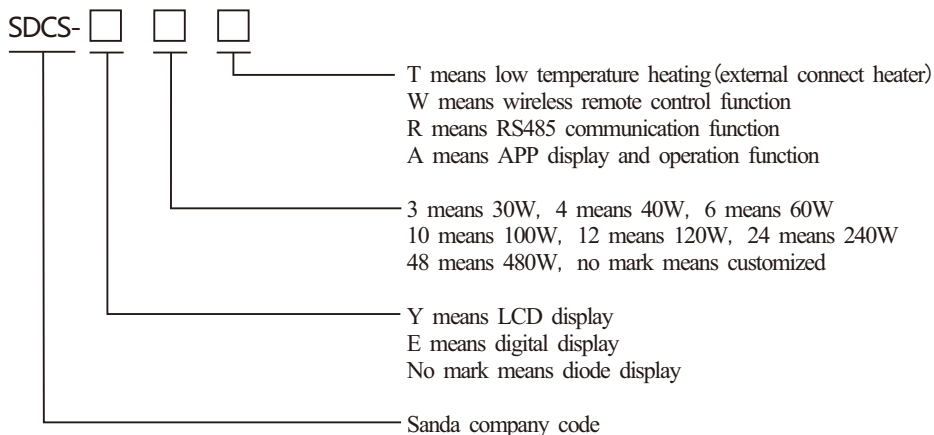 SDCS-
T means low temperature heating (external connect heater)
W means wireless remote control function
R means RS485 communication function
A means APP display and operation function
3 means 30W, 4 means 40W, 6 means 60W
10 means 100W, 12 means 120W, 24 means 240W
48 means 480W, no mark means customized
Y means LCD display
E means digital display
No mark means diode display
Sanda company code